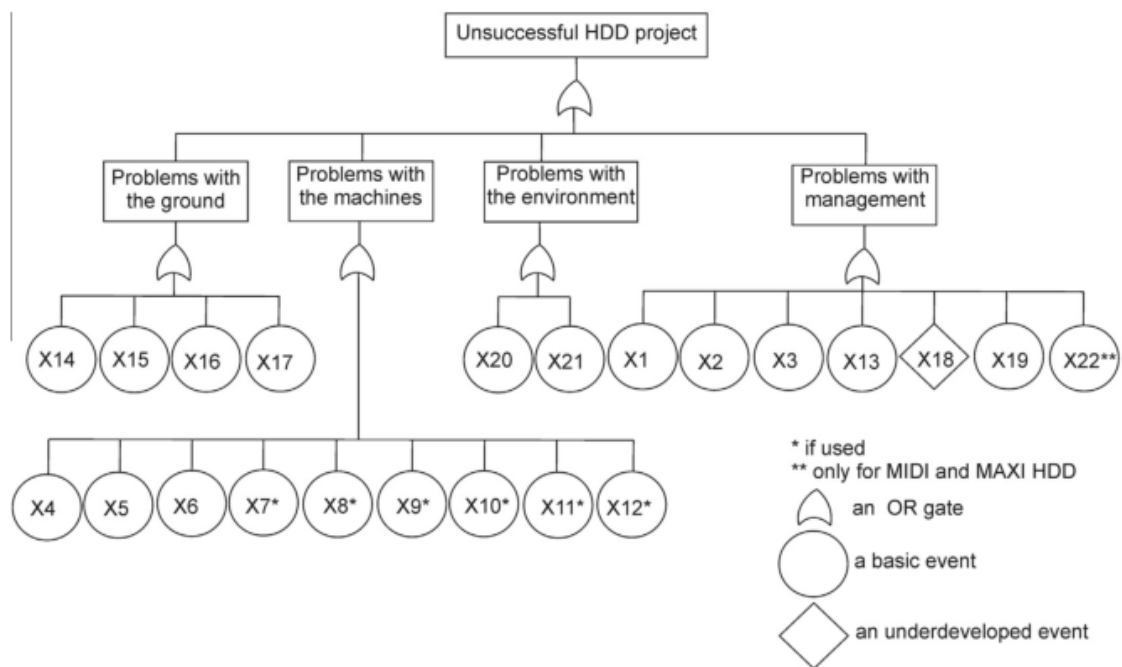 Unsuccessful HDD project
Problems with
the ground
Problems with
the machines
Problems with
the environment
Problems with
management
X14
X15
X16
X17
X20
X21
X1
X2
X3
X13
X18
X19
X22**
X4
X5
X6
X7*
X8*
X9*
X10*
X11*
X12*
* if used
** only for MIDI and MAXI HDD
an OR gate
a basic event
an underdeveloped event